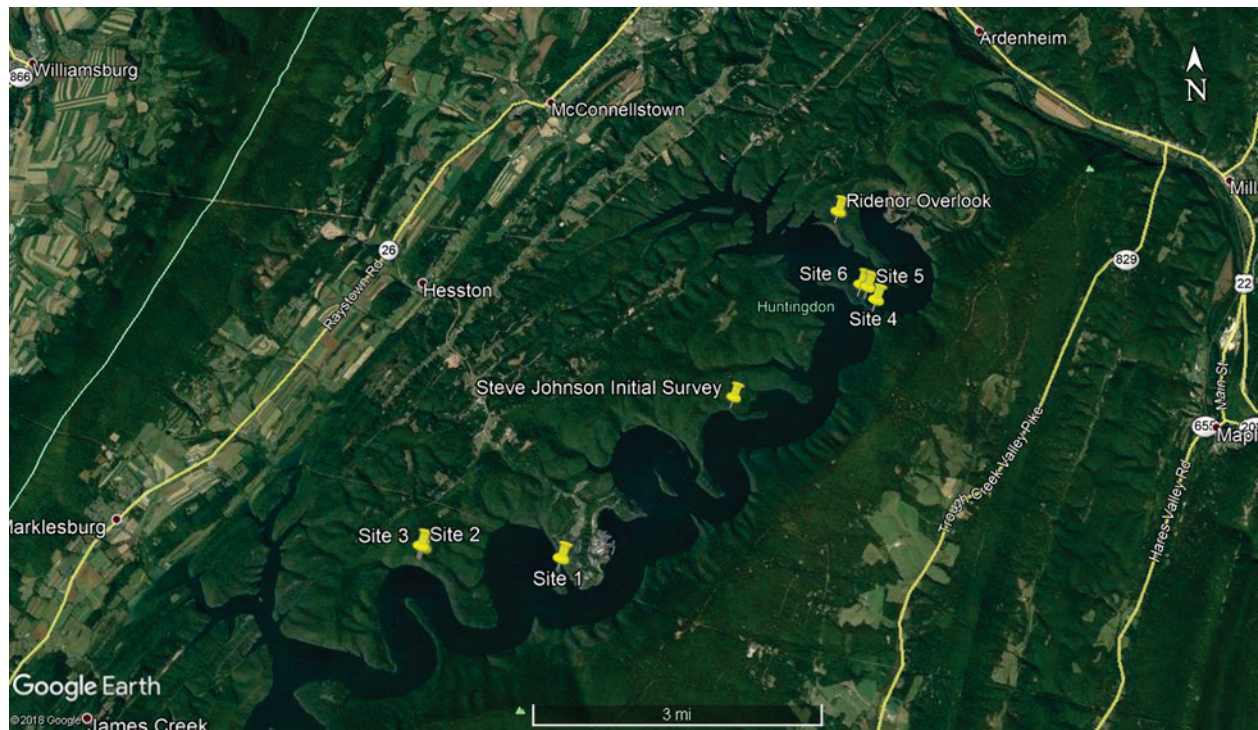 Ardenheim
Williamsburg
866
N
McConnellstown
Mill
Ridenor Overlook
829
26
Site 6
Site 5
Hesston
22
Huntingdon
Site 4
Raystown Rd
Steve Johnson Initial Survey
Main St
655
Mapl
Trough Creek Valley Pike
Hares Valley Rd
Marklesburg
Site 3
Site 2
Site 1
Google Earth
© 2018 Google
James Creek
3 mi